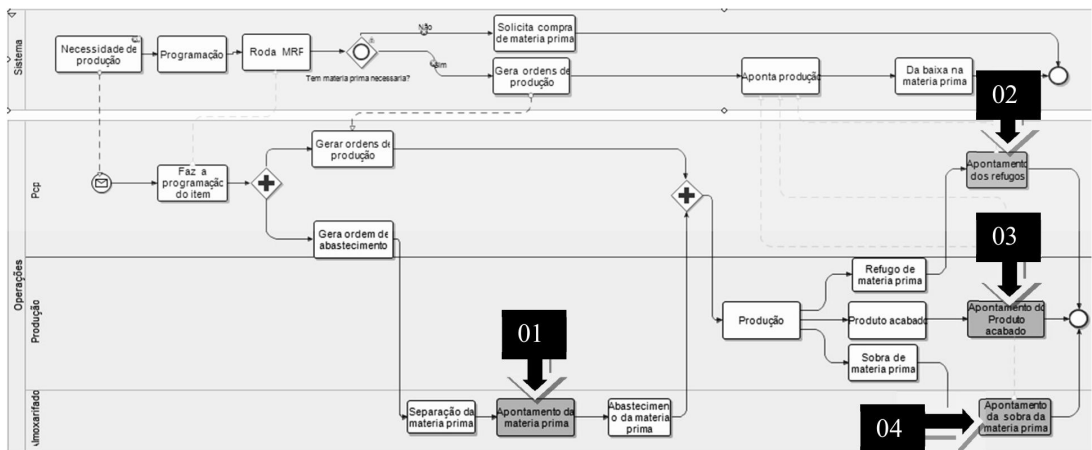 Sistema
Necessidade de
produção
Programação
Roda MRP
Tem materia prima necessaria?
Não
Sim
Solicita compra
de materia prima
Gera ordens de
produção
Aponta produção
Da baixa na
materia prima
Operações
Pcp
Faz a
programação
do item
Gerar ordens de
produção
Gera ordem de
abastecimento
02
Apontamento
dos refugos
03
Produção
Produção
Refugo de
materia prima
Produto acabado
Sobra de
materia prima
Apontamento do
Produto
acabado
01
Almoxarifado
Separação da
materia prima
Apontamento da
materia prima
Abastecimen
o da materia
prima
04
Apontamento
da sobra da
materia prima